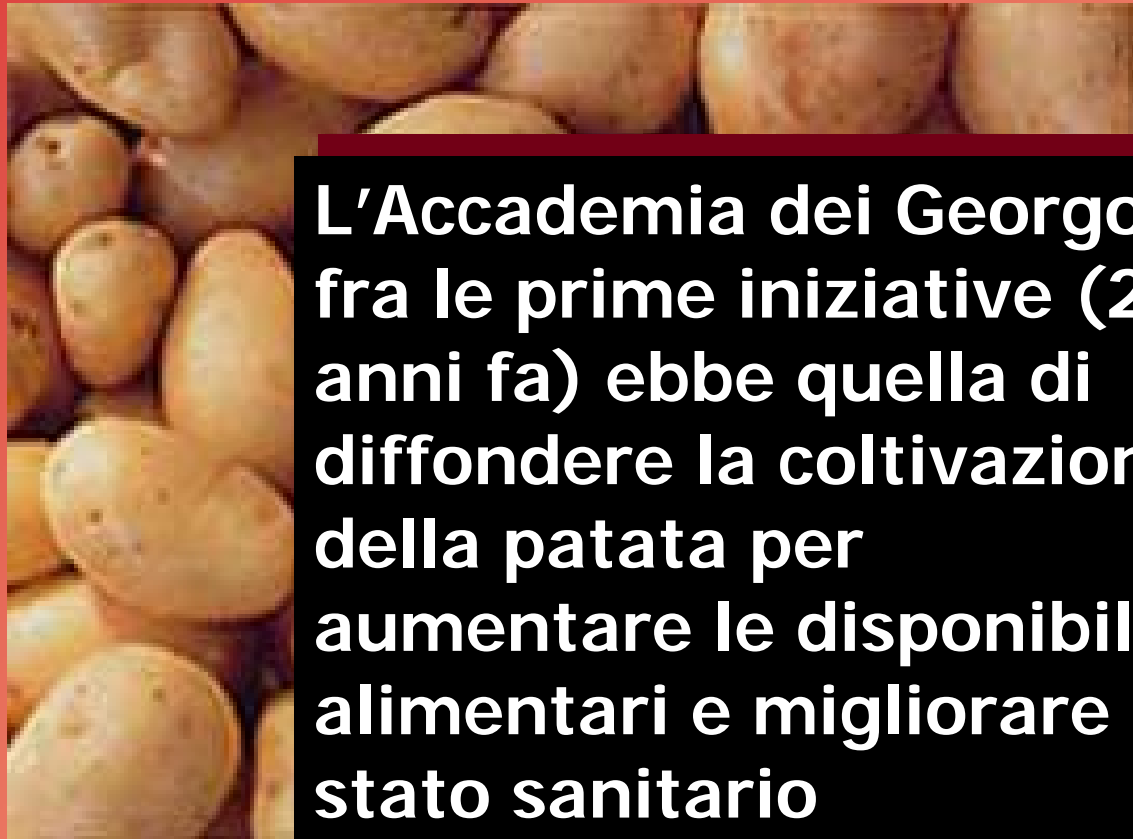 L’Accademia dei Georgo
fra le prime iniziative (2
anni fa) ebbe quella di
diffondere la coltivazion
della patata per
aumentare le disponibil
alimentari e migliorare
stato sanitario